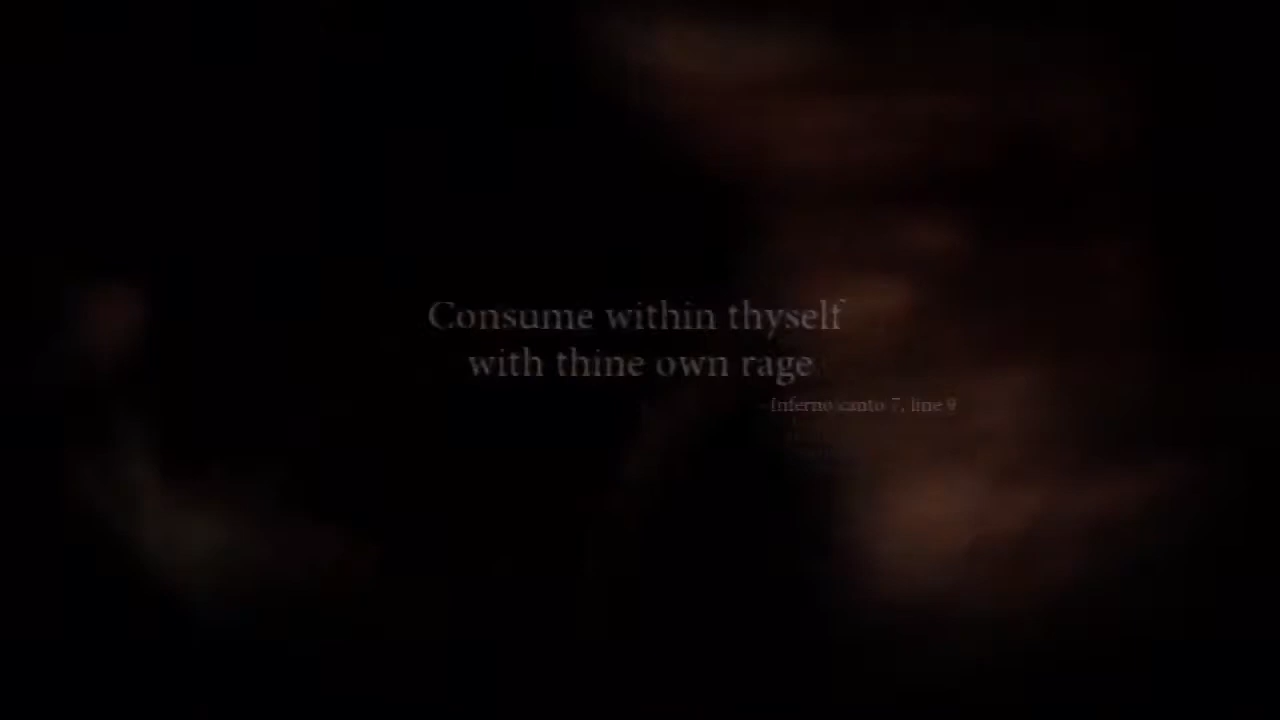 Consume within thyself
with thine own rage
Inferno canto 7, line 9